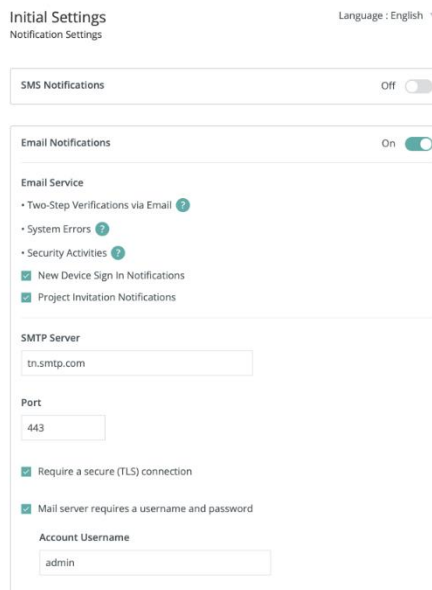 Initial Settings
Language : English
Notification Settings
SMS Notifications
Off
Email Notifications
On
Email Service
• Two-Step Verifications via Email ?
• System Errors ?
• Security Activities ?
New Device Sign In Notifications
Project Invitation Notifications
SMTP Server
tn.smtp.com
Port
443
Require a secure (TLS) connection
Mail server requires a username and password
Account Username
admin